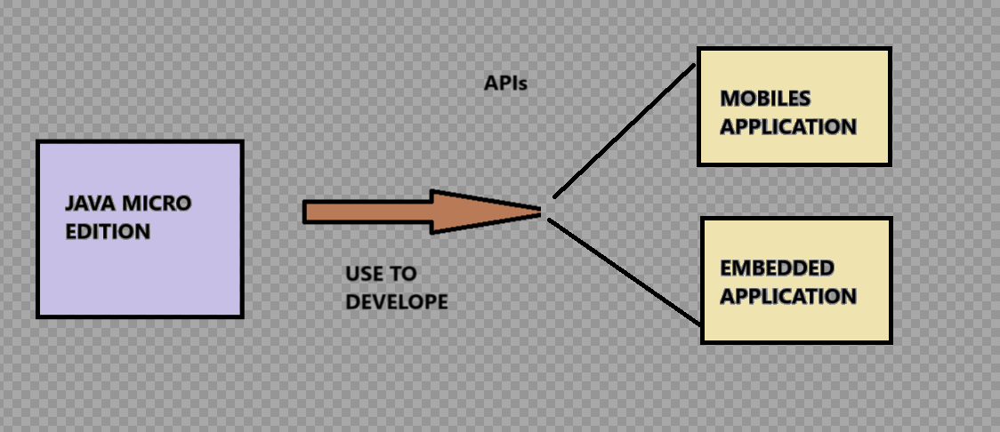 JAVA MICRO
EDITION
APIs
USE TO
DEVELOPE
MOBILES
APPLICATION
EMBEDDED
APPLICATION